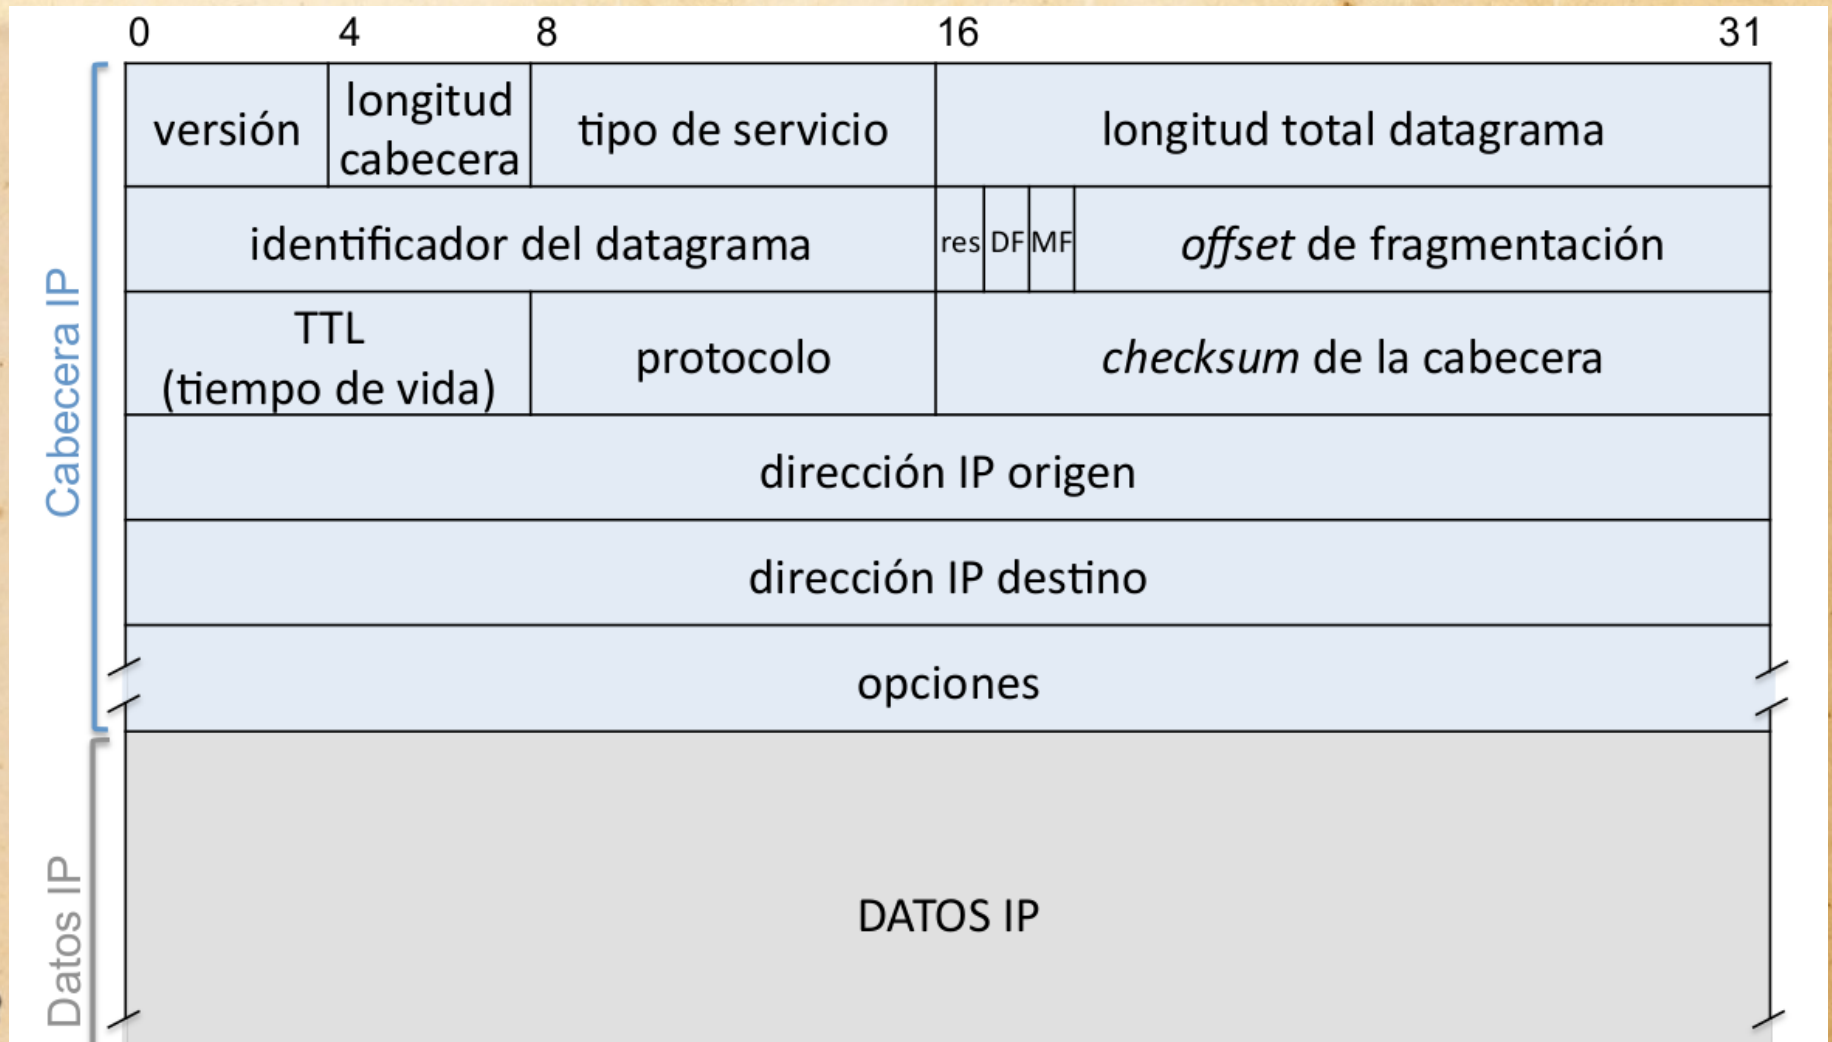 0 4 8 16 31
versión
longitud
cabecera
tipo de servicio
longitud total datagrama
identificador del datagrama
res
DF
MF
offset de fragmentación
TTL
(tiempo de vida)
protocolo
checksum de la cabecera
dirección IP origen
dirección IP destino
opciones
Cabecera IP
DATOS IP
Datos IP